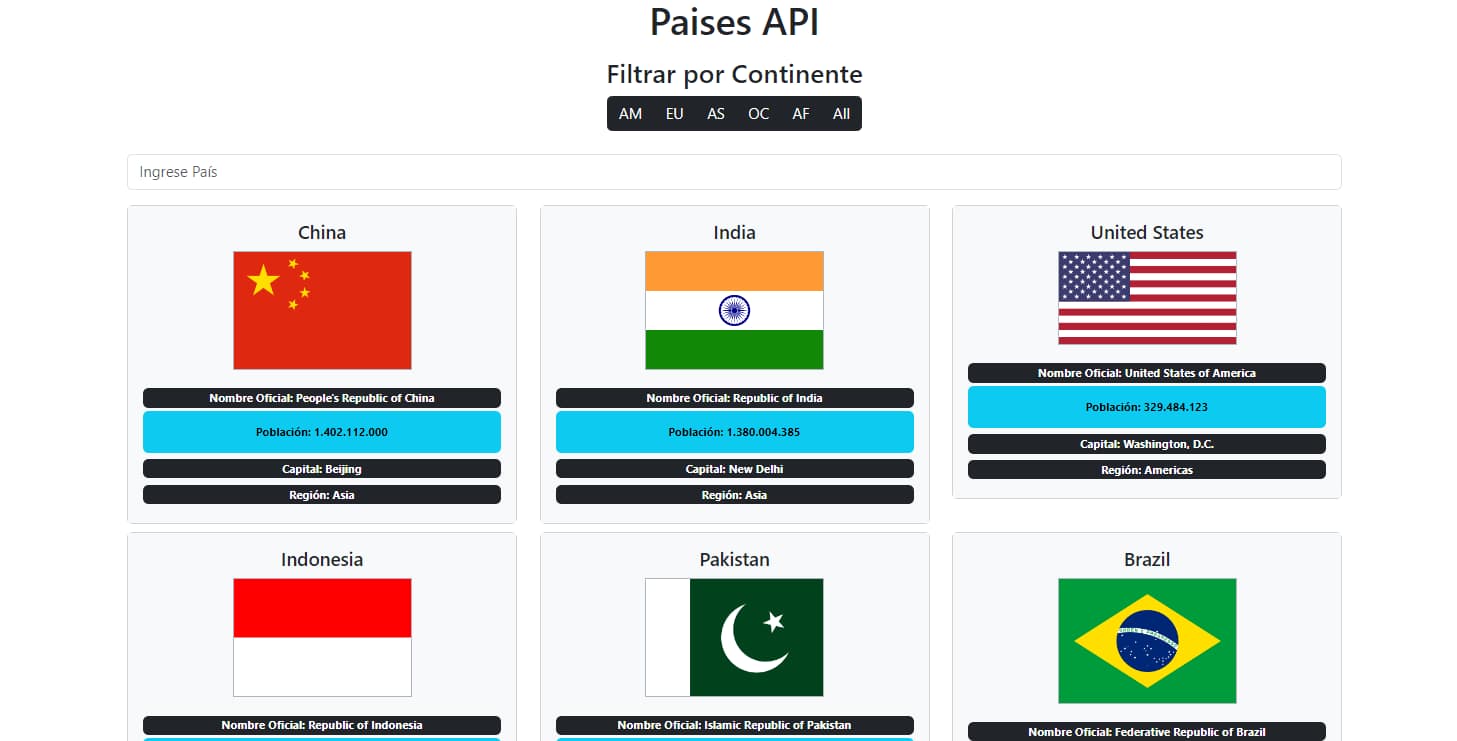 Paises API
Filtrar por Continente
AM EU AS OC AF All
Ingrese País
China
Nombre Oficial: People's Republic of China
Población: 1.402.112.000
Capital: Beijing
Región: Asia
India
Nombre Oficial: Republic of India
Población: 1.380.004.385
Capital: New Delhi
Región: Asia
United States
Nombre Oficial: United States of America
Población: 329.484.123
Capital: Washington, D.C.
Región: Americas
Indonesia
Nombre Oficial: Republic of Indonesia
Pakistan
Nombre Oficial: Islamic Republic of Pakistan
Brazil
Nombre Oficial: Federative Republic of Brazil